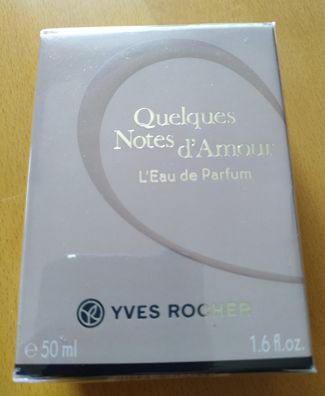 Quelques
Notes d'Amour
L'Eau de Parfum
YVES ROCHER
e 50 ml 1.6 fl.oz.